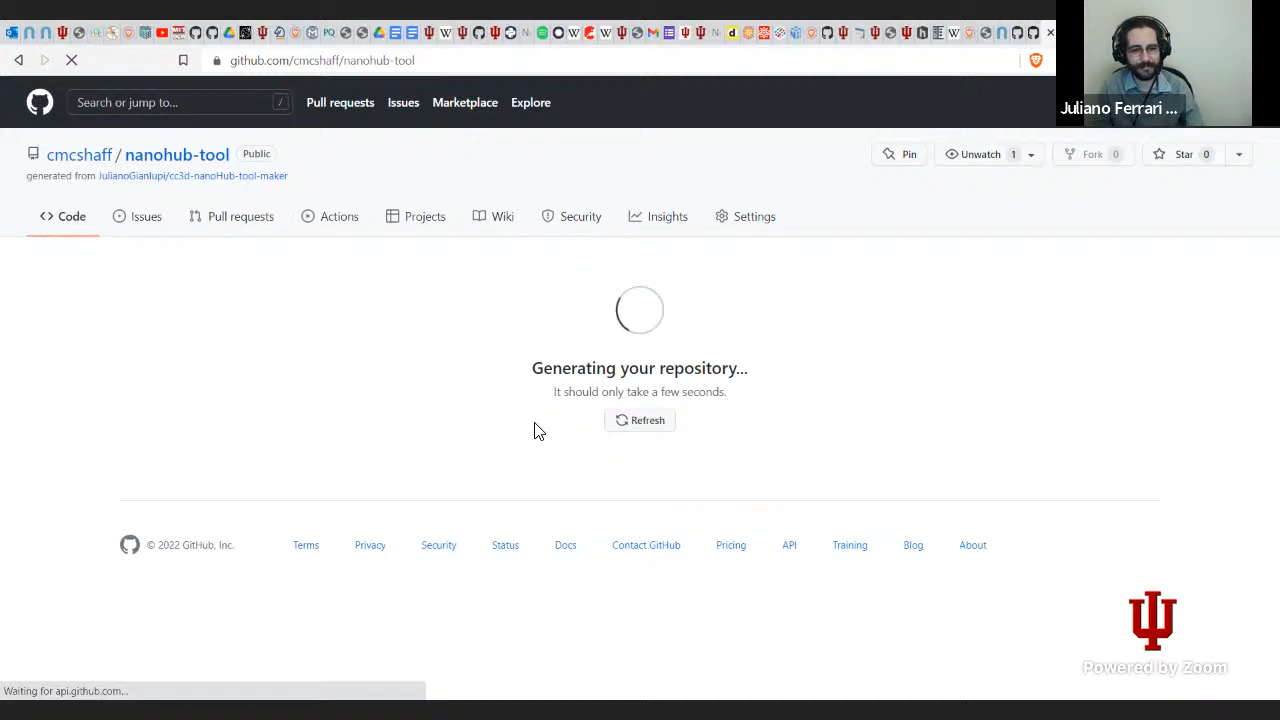 github.com/cmcshaff/nanohub-tool
Search or jump to... /
Pull requests Issues Marketplace Explore
Juliano Ferrari ...
cmcshaff / nanohub-tool Public
Pin Unwatch 1 Fork 0 Star 0
generated from JulianoGianlupi/cc3d-nanoHub-tool-maker
<> Code Issues Pull requests Actions Projects Wiki Security Insights Settings
Generating your repository...
It should only take a few seconds.
Refresh
© 2022 GitHub, Inc. Terms Privacy Security Status Docs Contact GitHub Pricing API Training Blog About
Powered by Zoom
Waiting for api.github.com...